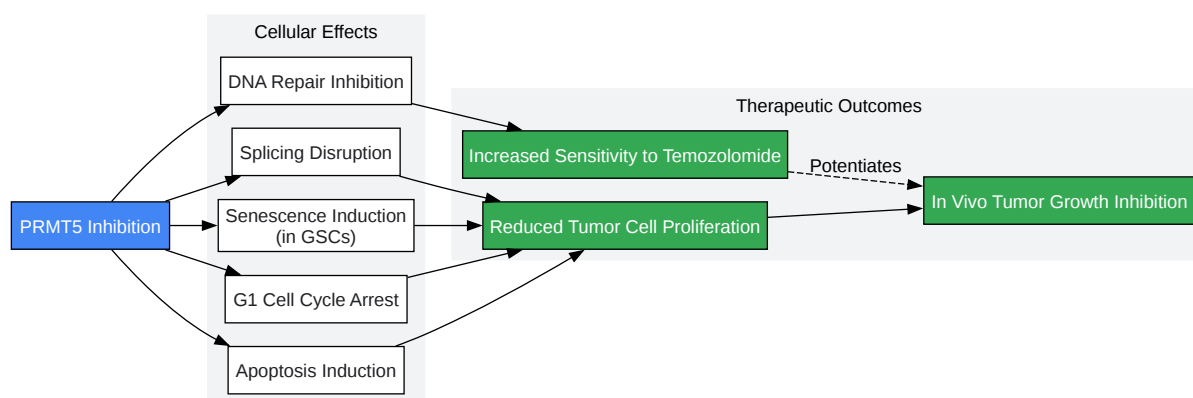 Cellular Effects
DNA Repair Inhibition
Therapeutic Outcomes
Splicing Disruption
Increased Sensitivity to Temozolomide
Potentiates
PRMT5 Inhibition
Senescence Induction
(in GSCs)
Reduced Tumor Cell Proliferation
In Vivo Tumor Growth Inhibition
G1 Cell Cycle Arrest
Apoptosis Induction